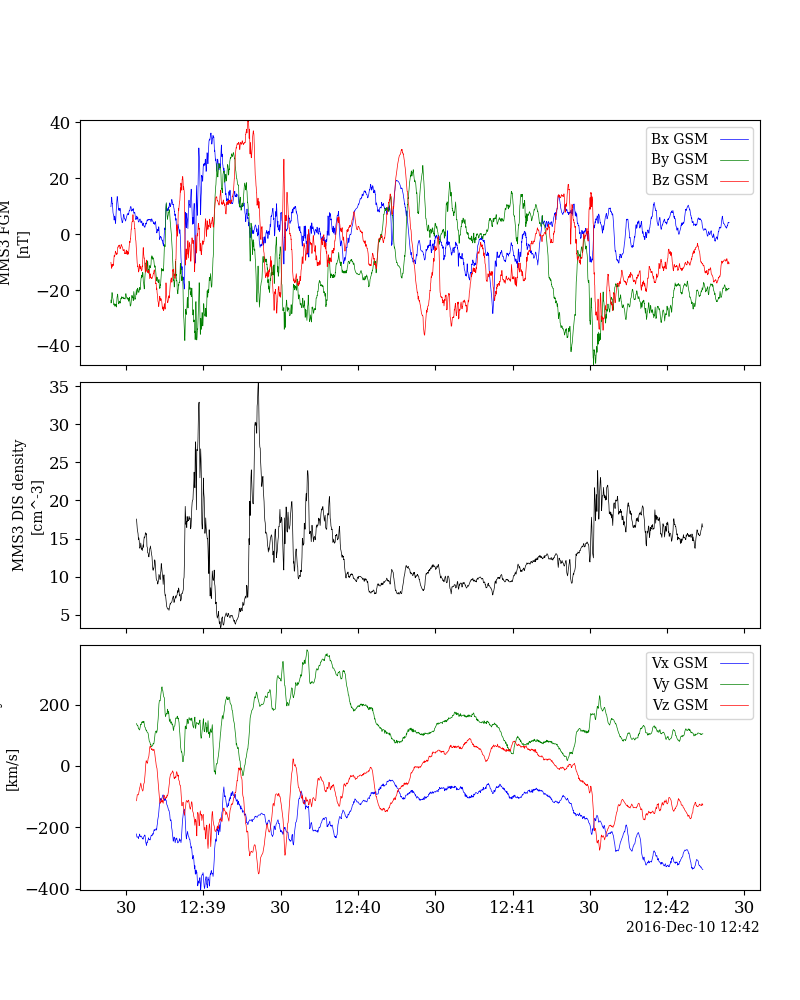 MMS3 FGM
[nT]
40
20
0
−20
−40
Bx GSM
By GSM
Bz GSM
MMS3 DIS density
[cm^-3]
35
30
25
20
15
10
5
[km/s]
200
0
−200
−400
Vx GSM
Vy GSM
Vz GSM
30 12:39 30 12:40 30 12:41 30 12:42 30
2016-Dec-10 12:42